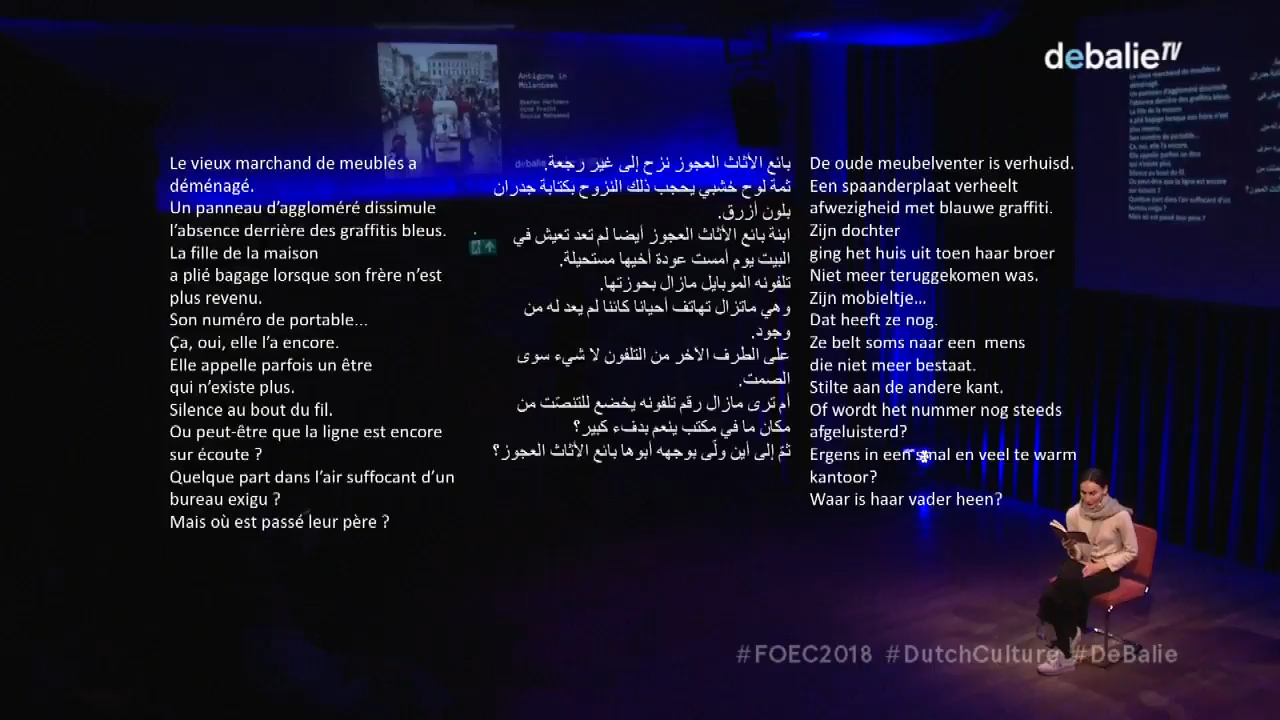 debalieTV
Antigone in
Molenbeek
Stefan Hertmans
debalie
Le vieux marchand de meubles a
déménagé.
Un panneau d'aggloméré dissimule
l'absence derrière des graffitis bleus.
La fille de la maison
a plié bagage lorsque son frère n'est
plus revenu.
Son numéro de portable...
Ça, oui, elle l'a encore.
Elle appelle parfois un être
qui n'existe plus.
Silence au bout du fil.
Ou peut-être que la ligne est encore
sur écoute ?
Quelque part dans l'air suffocant d'un
bureau exigu ?
Mais où est passé leur père ?
بائع الأثاث العجوز نزح إلى غير رجعة.
ثمة لوح خشبي يحجب ذلك النزوح بكتابة جدران
بلون أزرق.
ابنة بائع الأثاث العجوز أيضا لم تعد تعيش في
البيت يوم أمست عودة أخيها مستحيلة.
تلفونه الموبايل مازال بحوزتها.
وهي ماتزال تهاتف أحيانا كائنا لم يعد له من
وجود.
على الطرف الآخر من التلفون لا شيء سوى
الصمت.
أم ترى مازال رقم تلفونه يخضع للتنصّت من
مكان ما في مكتب ينعم بدفء كبير؟
ثمّ إلى أين ولّى بوجهه أبوها بائع الأثاث العجوز؟
De oude meubelventer is verhuisd.
Een spaanderplaat verheelt
afwezigheid met blauwe graffiti.
Zijn dochter
ging het huis uit toen haar broer
Niet meer teruggekomen was.
Zijn mobieltje...
Dat heeft ze nog.
Ze belt soms naar een mens
die niet meer bestaat.
Stilte aan de andere kant.
Of wordt het nummer nog steeds
afgeluisterd?
Ergens in een smal en veel te warm
kantoor?
Waar is haar vader heen?
#FOEC2018 #DutchCulture #DeBalie